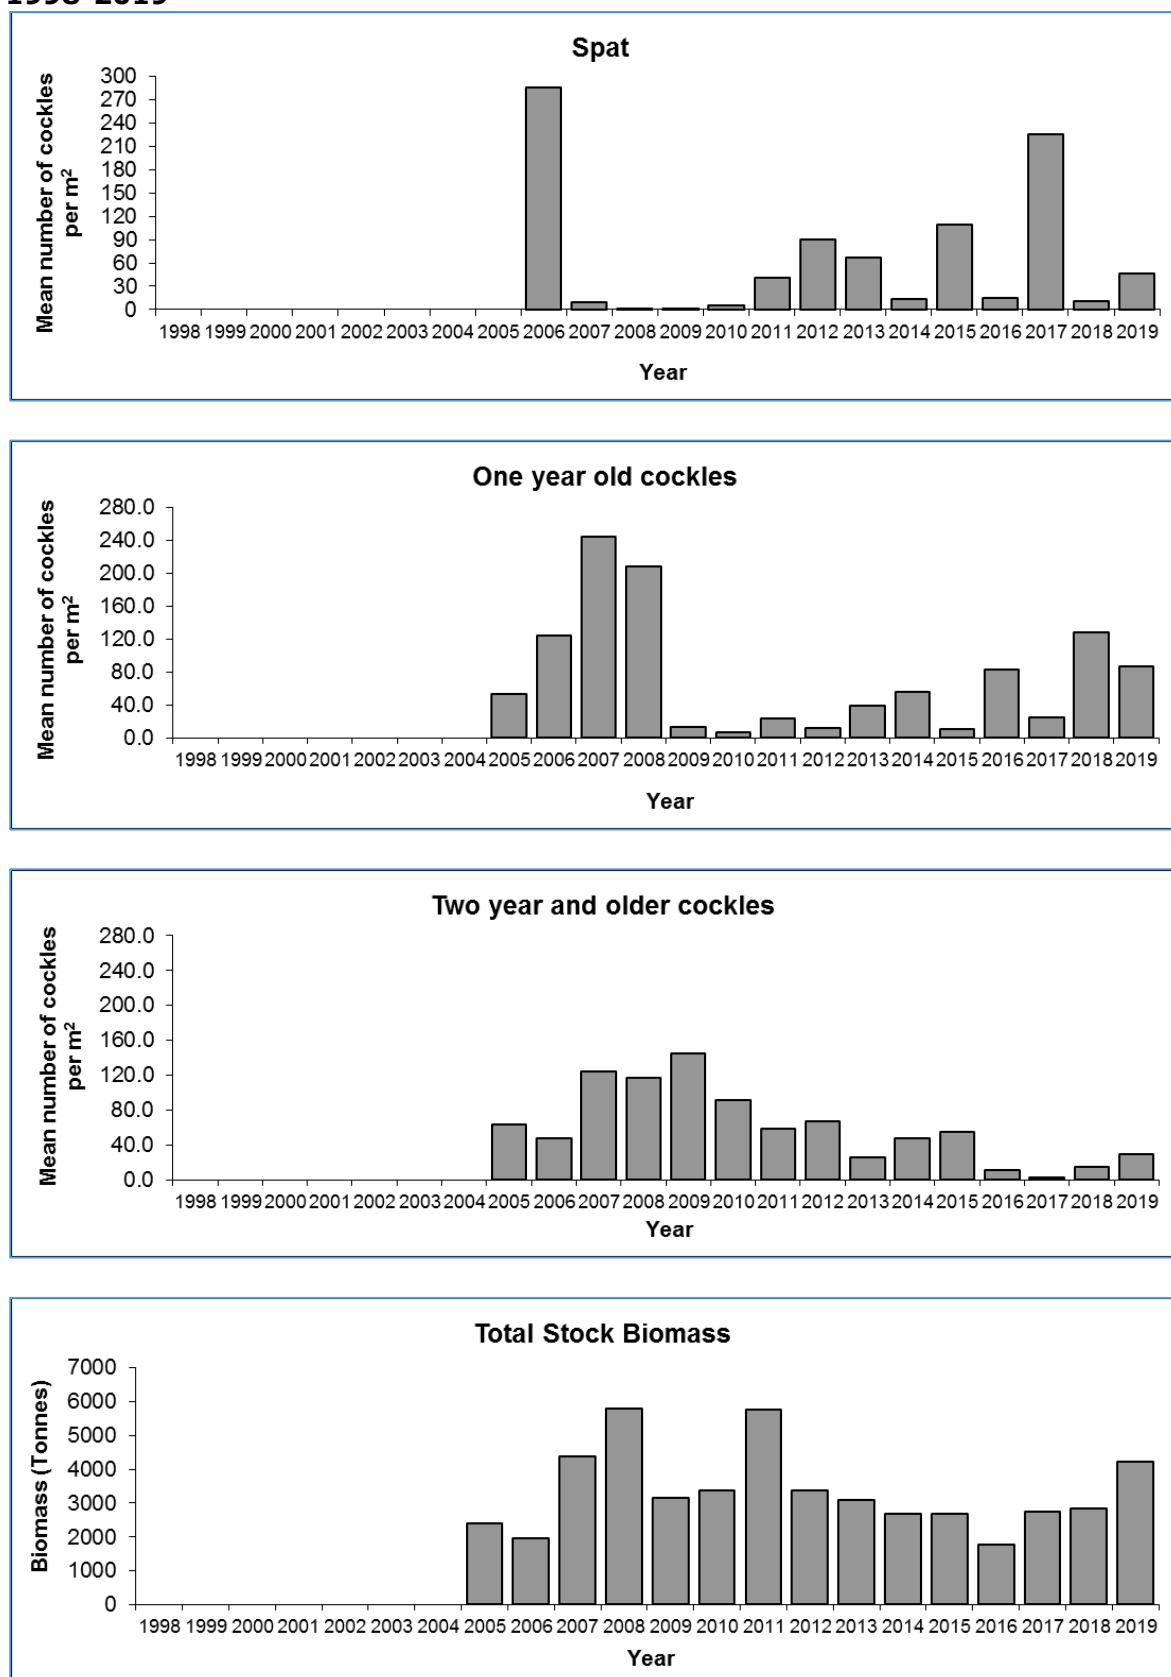 1998-2019
Spat
Mean number of cockles
per m²
300
270
240
210
180
150
120
90
60
30
0
1998 1999 2000 2001 2002 2003 2004 2005 2006 2007 2008 2009 2010 2011 2012 2013 2014 2015 2016 2017 2018 2019
Year
One year old cockles
Mean number of cockles
per m²
280.0
240.0
200.0
160.0
120.0
80.0
40.0
0.0
1998 1999 2000 2001 2002 2003 2004 2005 2006 2007 2008 2009 2010 2011 2012 2013 2014 2015 2016 2017 2018 2019
Year
Two year and older cockles
Mean number of cockles
per m²
280.0
240.0
200.0
160.0
120.0
80.0
40.0
0.0
1998 1999 2000 2001 2002 2003 2004 2005 2006 2007 2008 2009 2010 2011 2012 2013 2014 2015 2016 2017 2018 2019
Year
Total Stock Biomass
Biomass (Tonnes)
7000
6000
5000
4000
3000
2000
1000
0
1998 1999 2000 2001 2002 2003 2004 2005 2006 2007 2008 2009 2010 2011 2012 2013 2014 2015 2016 2017 2018 2019
Year